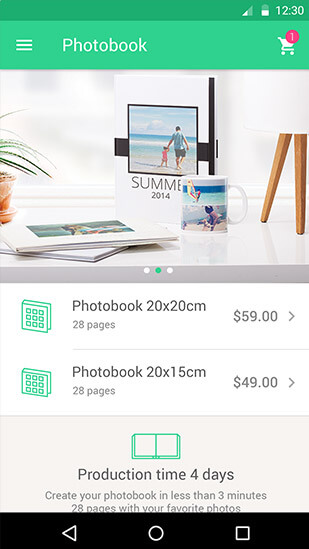 12:30
Photobook
1
SUMME
2014
Photobook 20x20cm
28 pages
$59.00
Photobook 20x15cm
28 pages
$49.00
Production time 4 days
Create your photobook in less than 3 minutes
28 pages with your favorite photos